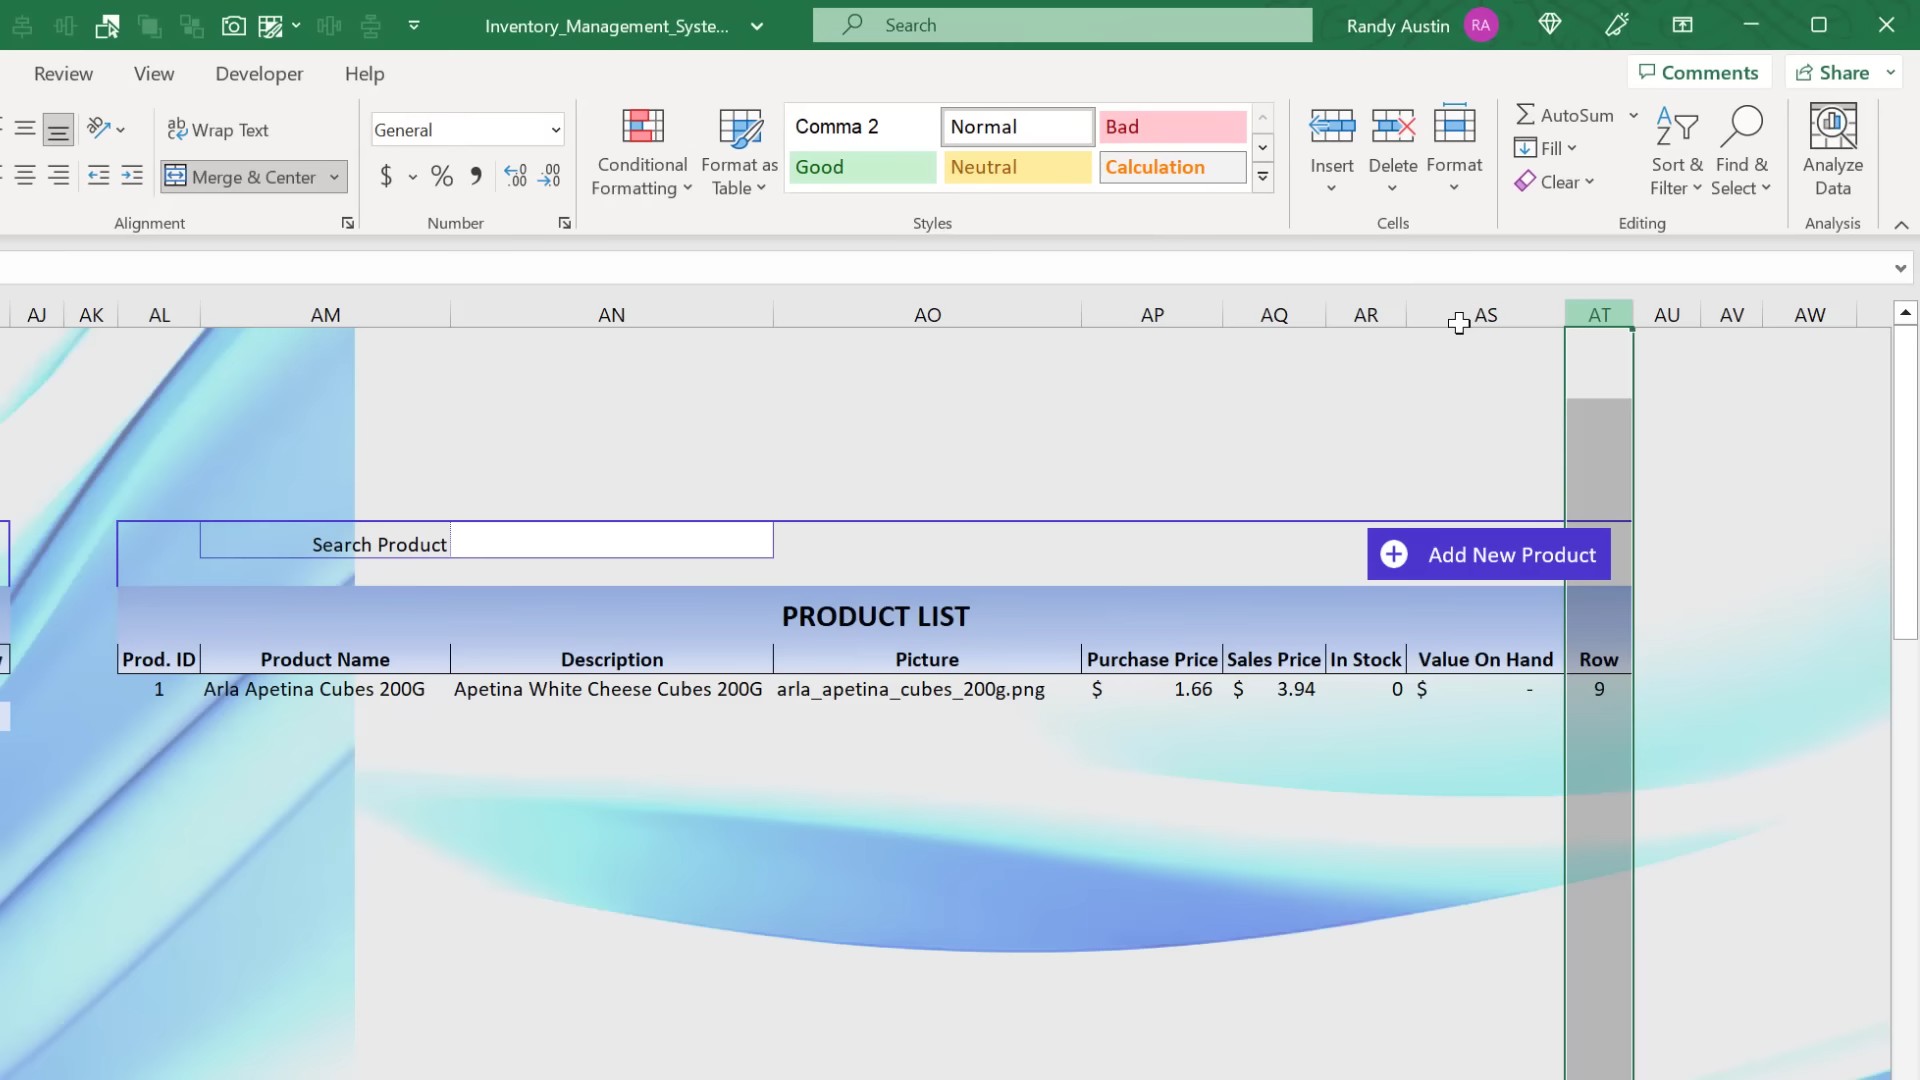 Inventory_Management_Syste...
Search
Randy Austin
RA
Review
View
Developer
Help
Comments
Share
Wrap Text
General
Conditional Formatting
Format as Table
Comma 2
Normal
Bad
Good
Neutral
Calculation
Insert
Delete
Format
AutoSum
Fill
Clear
Sort & Filter
Find & Select
Analyze Data
Merge & Center
$
%
Alignment
Number
Styles
Cells
Editing
Analysis
AJ AK AL AM AN AO AP AQ AR AS AT AU AV AW
Search Product
Add New Product
PRODUCT LIST
Prod. ID Product Name Description Picture Purchase Price Sales Price In Stock Value On Hand Row
1 Arla Apetina Cubes 200G Apetina White Cheese Cubes 200G arla_apetina_cubes_200g.png $ 1.66 $ 3.94 0 $ - 9